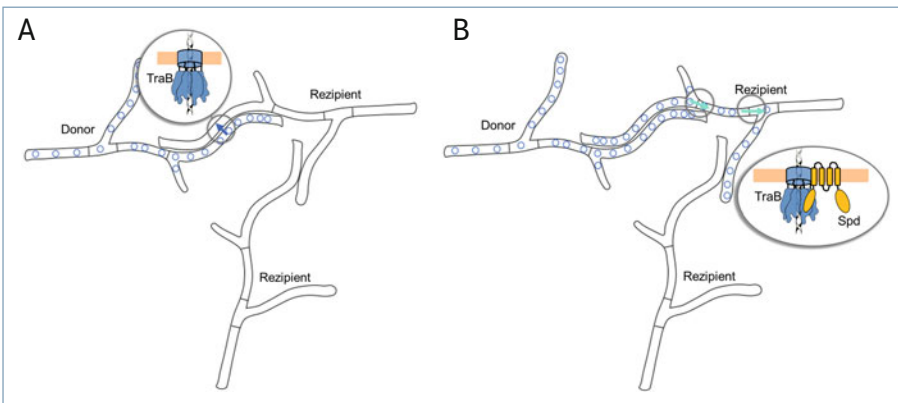 A
TraB
Donor
Rezipient
Rezipient
B
Donor
Rezipient
TraB
Spd
Rezipient